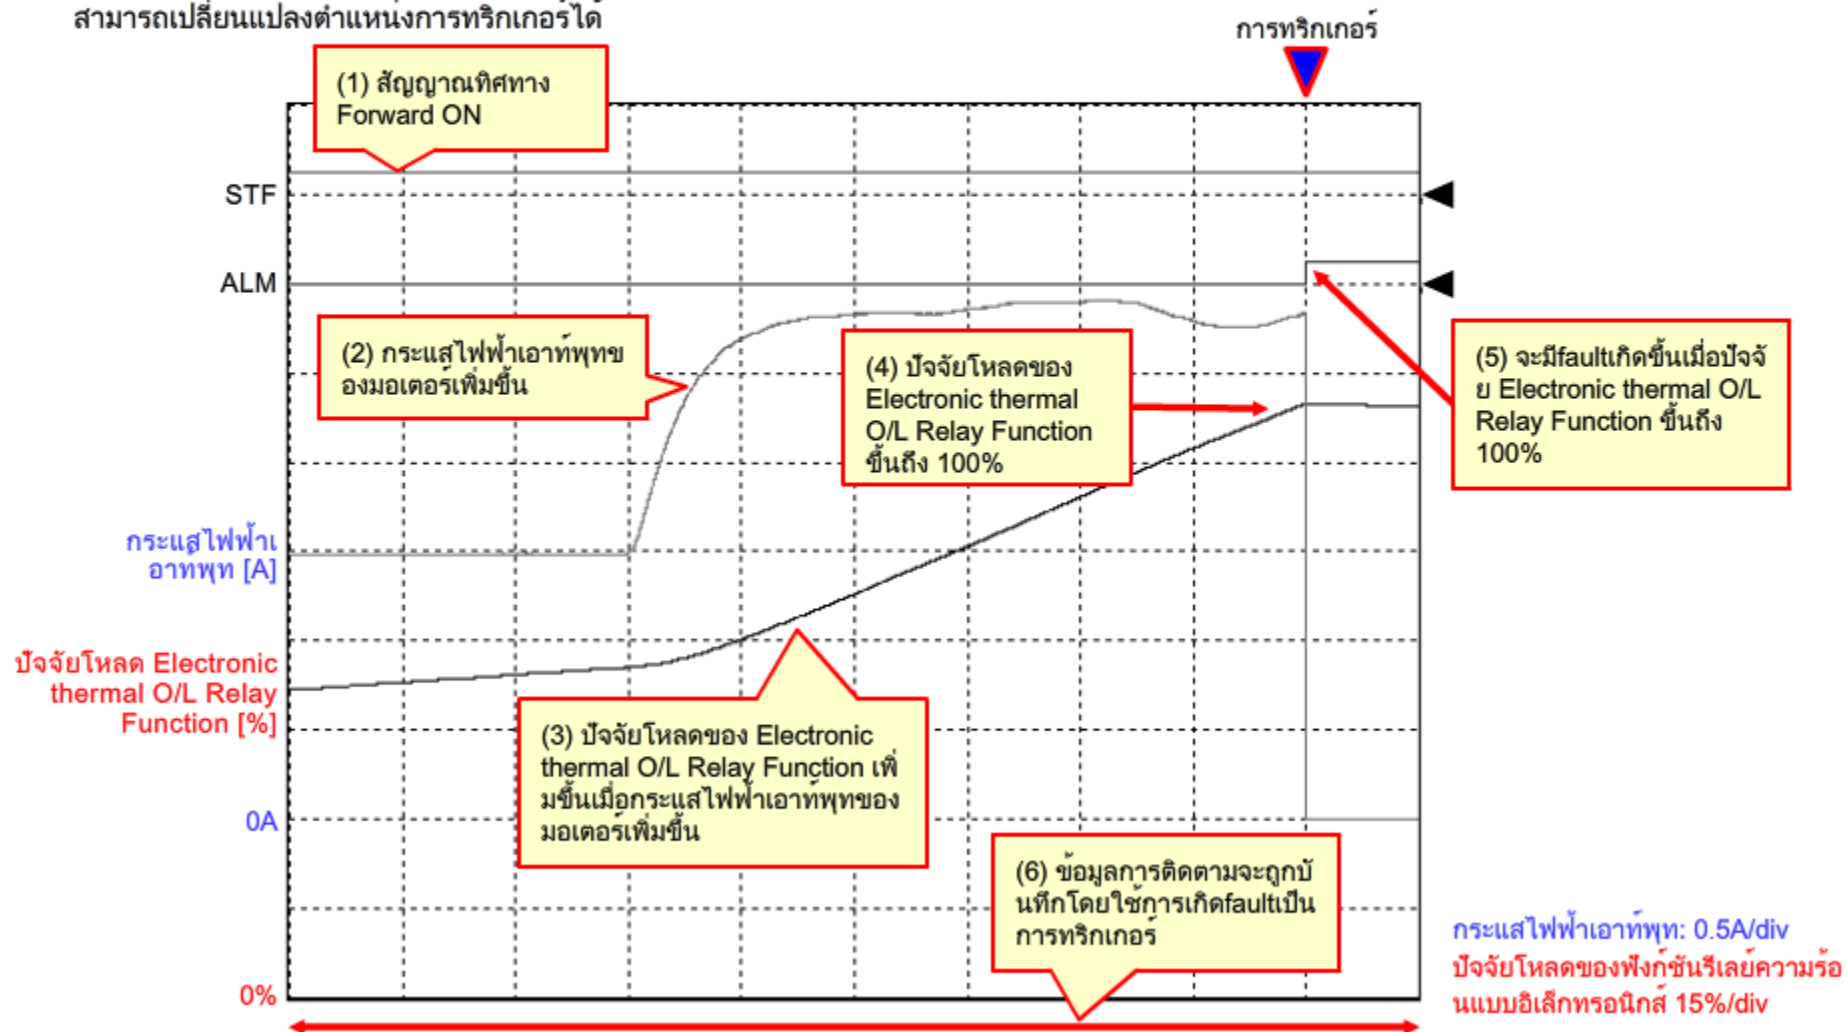 สามารถเปลี่ยนแปลงตำแหน่งการทริกเกอร์ได้
การทริกเกอร์
(1) สัญญาณทิศทาง
Forward ON
STF
ALM
(2) กระแสไฟฟ้าเอาท์พุทข
องมอเตอร์เพิ่มขึ้น
(4) ปัจจัยโหลดของ
Electronic thermal
O/L Relay Function
ขึ้นถึง 100%
(5) จะมีfaultเกิดขึ้นเมื่อปัจจั
ย Electronic thermal O/L
Relay Function ขึ้นถึง
100%
กระแสไฟฟ้าเ
อาท์พุท [A]
ปัจจัยโหลด Electronic
thermal O/L Relay
Function [%]
(3) ปัจจัยโหลดของ Electronic
thermal O/L Relay Function เพิ่
มขึ้นเมื่อกระแสไฟฟ้าเอาท์พุทของ
มอเตอร์เพิ่มขึ้น
0A
(6) ข้อมูลการติดตามจะถูกบั
นทึกโดยใช้การเกิดfaultเป็น
การทริกเกอร์
0%
กระแสไฟฟ้าเอาท์พุท: 0.5A/div
ปัจจัยโหลดของฟังก์ชันรีเลย์ความร้อ
นแบบอิเล็กทรอนิกส์ 15%/div